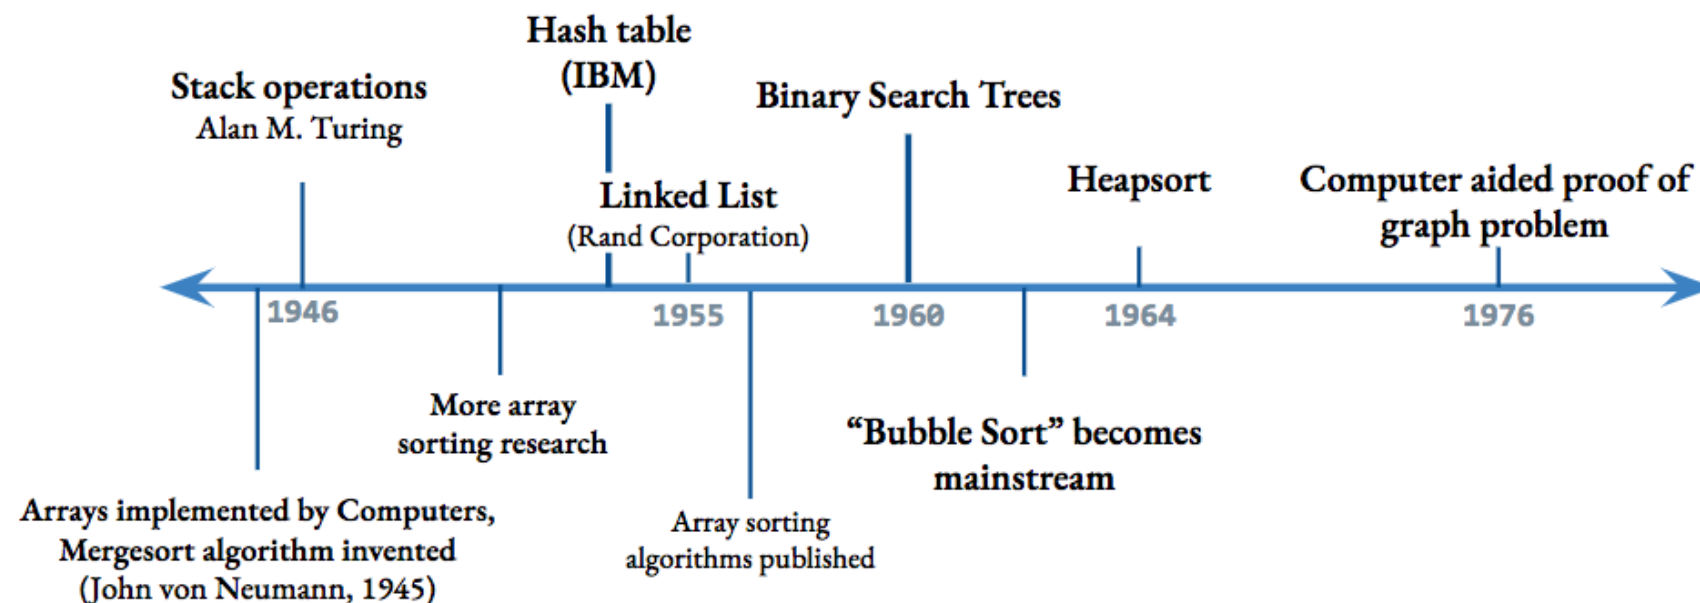 Hash table
(IBM)
Stack operations
Alan M. Turing
Binary Search Trees
Linked List
(Rand Corporation)
Heapsort
Computer aided proof of
graph problem
1946
1955
1960
1964
1976
More array
sorting research
“Bubble Sort” becomes
mainstream
Arrays implemented by Computers,
Mergesort algorithm invented
(John von Neumann, 1945)
Array sorting
algorithms published